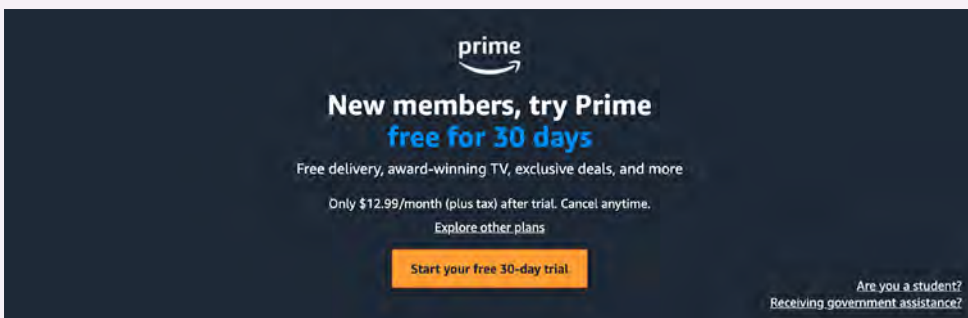 prime
New members, try Prime
free for 30 days
Free delivery, award-winning TV, exclusive deals, and more
Only $12.99/month (plus tax) after trial. Cancel anytime.
Explore other plans
Start your free 30-day trial
Are you a student?
Receiving government assistance?